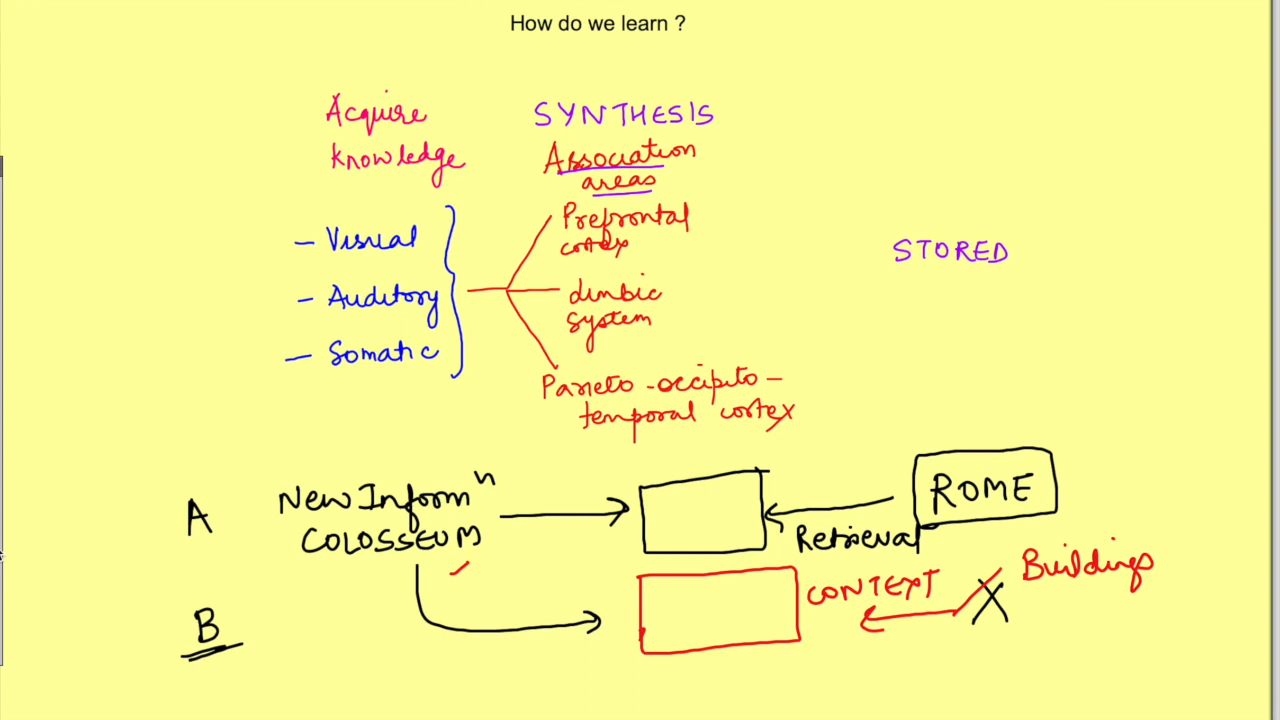 How do we learn ?
Acquire
knowledge
SYNTHESIS
Association
areas
- Visual
- Auditory
- Somatic
Prefrontal
cortex
Limbic
system
Parieto-occipito-
temporal cortex
STORED
A
New Informⁿ
COLOSSEUM
Retrieval
ROME
B
CONTEXT
X
Buildings